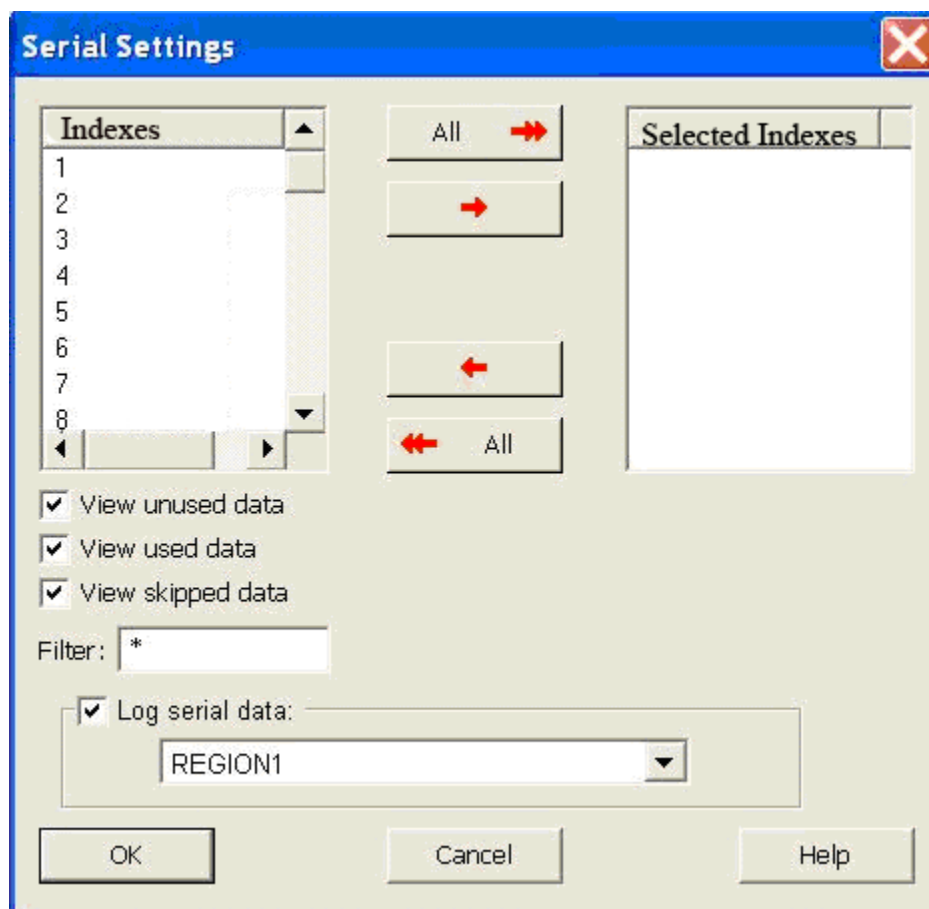 Serial Settings
Indexes
1
2
3
4
5
6
7
8
All
All
Selected Indexes
View unused data
View used data
View skipped data
Filter: *
Log serial data:
REGION1
OK
Cancel
Help